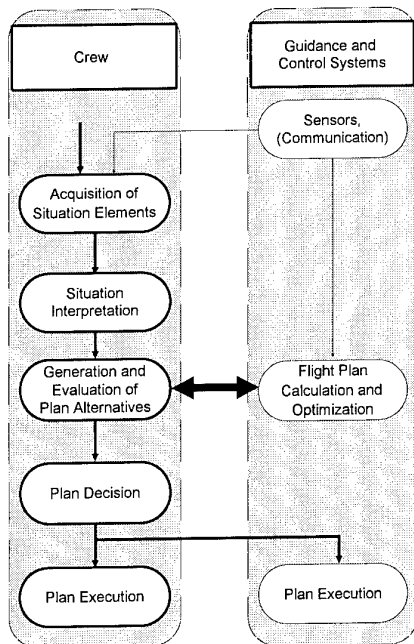 Crew
Guidance and
Control Systems
Sensors,
(Communication)
Acquisition of
Situation Elements
Situation
Interpretation
Generation and
Evaluation of
Plan Alternatives
Flight Plan
Calculation and
Optimization
Plan Decision
Plan Execution
Plan Execution